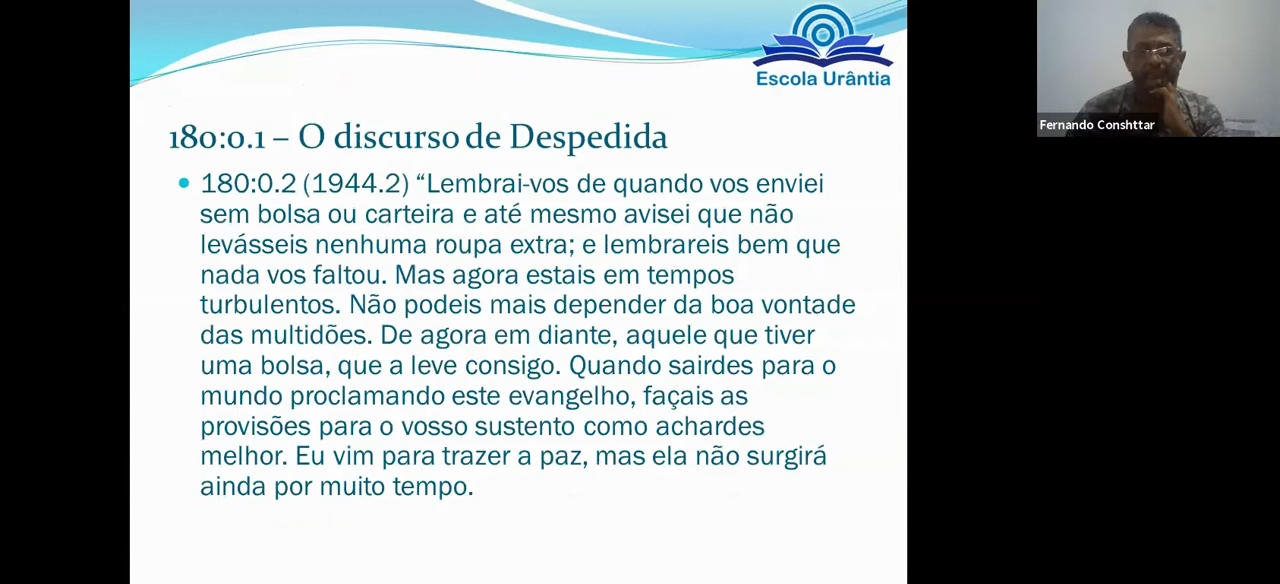 Escola Urântia
Fernando Conshttar
180:0.1 – O discurso de Despedida
• 180:0.2 (1944.2) “Lembrai-vos de quando vos enviei
sem bolsa ou carteira e até mesmo avisei que não
levásseis nenhuma roupa extra; e lembrareis bem que
nada vos faltou. Mas agora estais em tempos
turbulentos. Não podeis mais depender da boa vontade
das multidões. De agora em diante, aquele que tiver
uma bolsa, que a leve consigo. Quando sairdes para o
mundo proclamando este evangelho, façais as
provisões para o vosso sustento como achardes
melhor. Eu vim para trazer a paz, mas ela não surgirá
ainda por muito tempo.